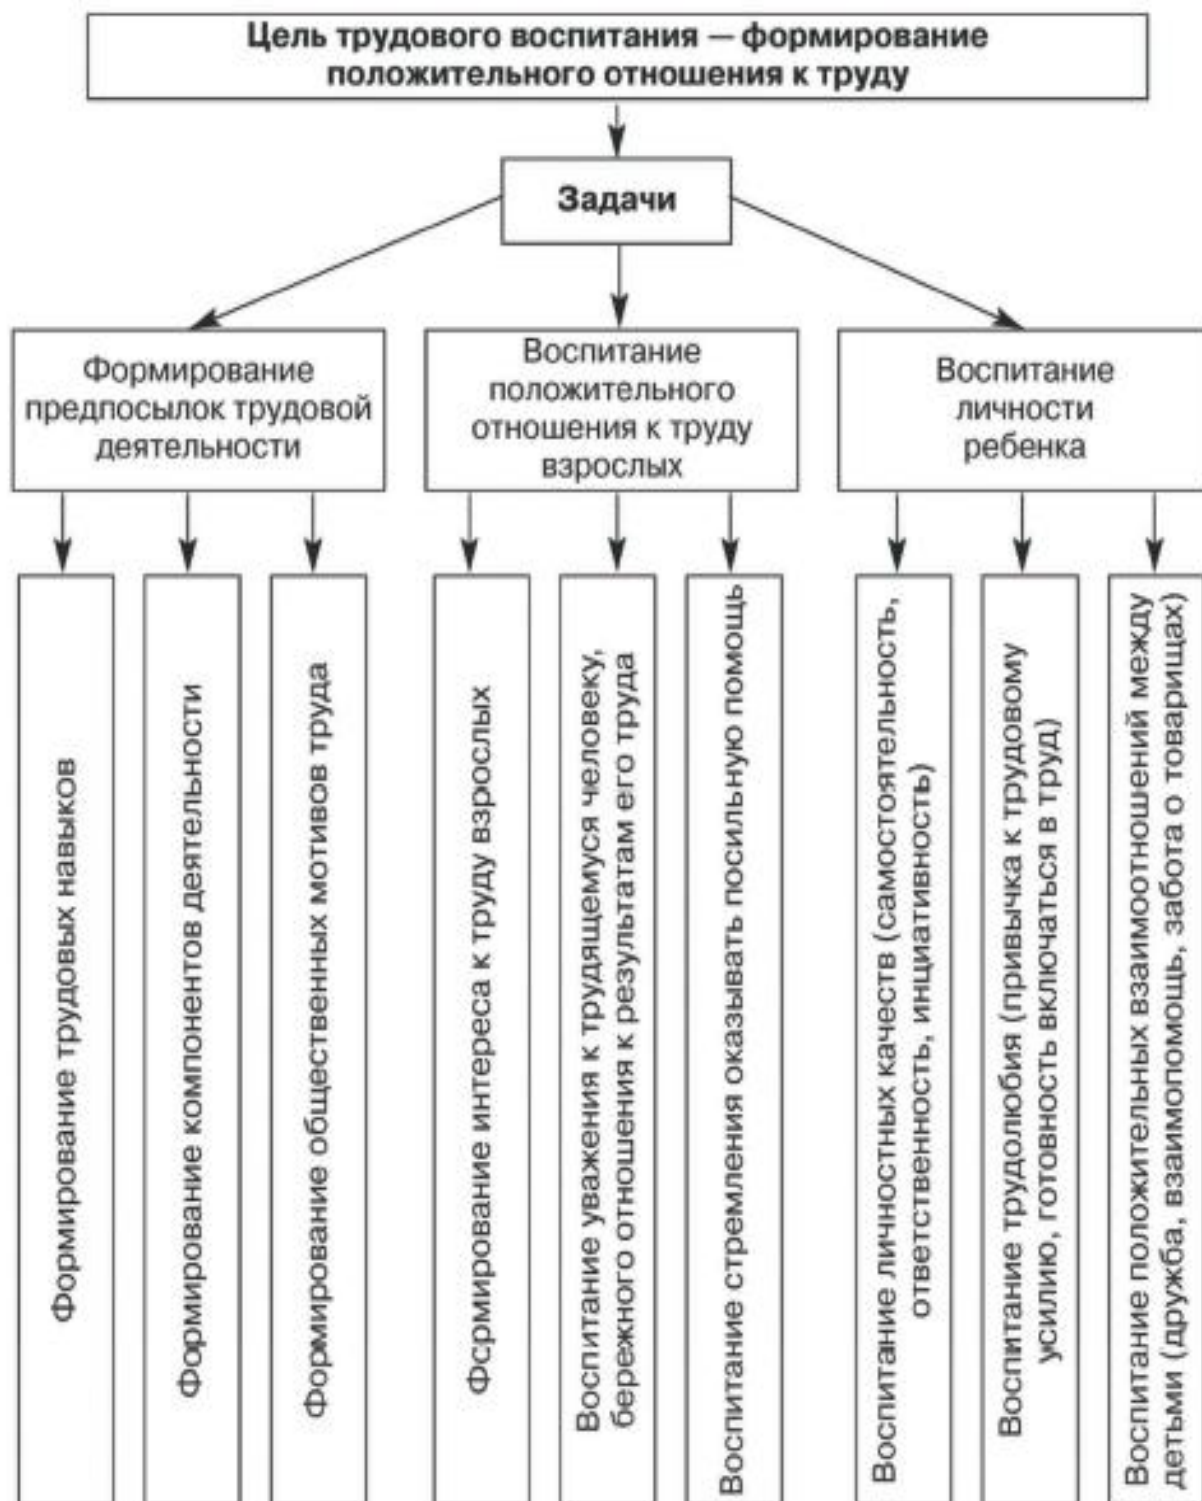 Цель трудового воспитания — формирование
положительного отношения к труду
Задачи
Формирование
предпосылок трудовой
деятельности
Воспитание
положительного
отношения к труду
взрослых
Воспитание
личности
ребенка
Формирование трудовых навыков
Формирование компонентов деятельности
Формирование общественных мотивов труда
Формирование интереса к труду взрослых
Воспитание уважения к трудящемуся человеку,
бережного отношения к результатам его труда
Воспитание стремления оказывать посильную помощь
Воспитание личностных качеств (самостоятельность,
ответственность, инциативность)
Воспитание трудолюбия (привычка к трудовому
усилию, готовность включаться в труд)
Воспитание положительных взаимоотношений между
детьми (дружба, взаимопомощь, забота о товарищах)